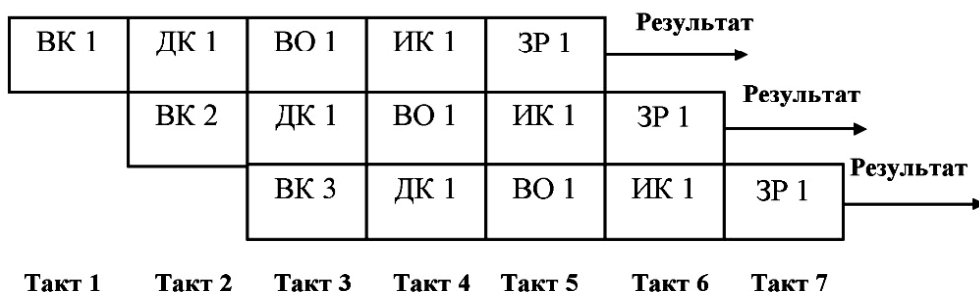 ВК 1 ДК 1 ВО 1 ИК 1 ЗР 1 Результат
ВК 2 ДК 1 ВО 1 ИК 1 ЗР 1 Результат
ВК 3 ДК 1 ВО 1 ИК 1 ЗР 1 Результат
Такт 1 Такт 2 Такт 3 Такт 4 Такт 5 Такт 6 Такт 7